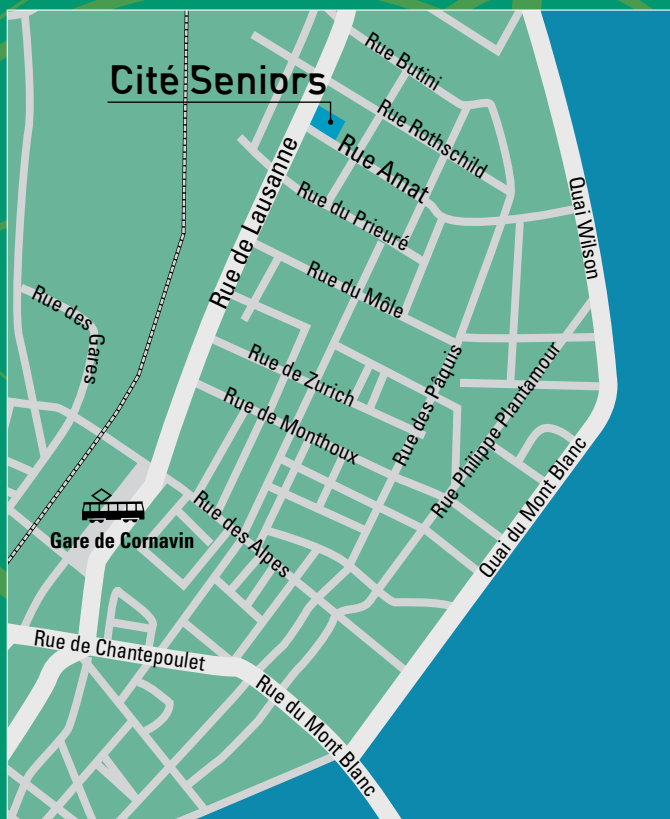 Rue Butini
Cité Seniors
Rue Rothschild
Rue Amat
Rue de Lausanne
Quai Wilson
Rue du Prieuré
Rue du Môle
Rue des
Gares
Rue de Zurich
Rue des Pâquis
Rue Philippe Plantamour
Rue de Monthoux
Quai du Mont Blanc
Rue des Alpes
Gare de Cornavin
Rue de Chantepoulet
Rue du Mont Blanc